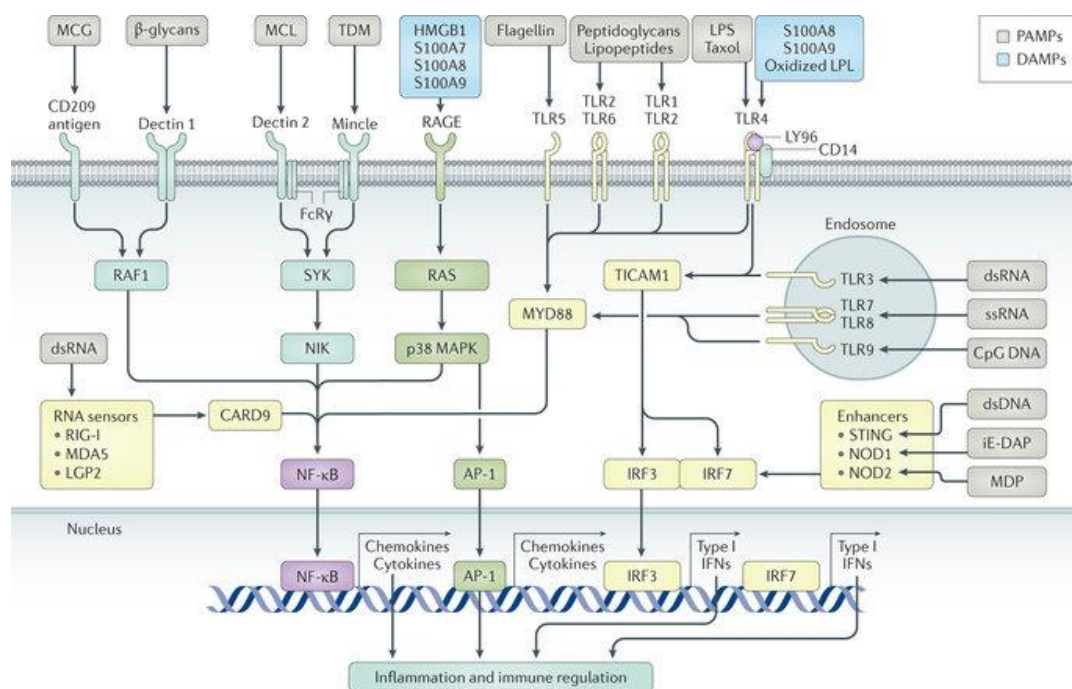 MCG
β-glycans
MCL
TDM
HMGB1
S100A7
S100A8
S100A9
Flagellin
Peptidoglycans
Lipopeptides
LPS
Taxol
S100A8
S100A9
Oxidized LPL
PAMPs
DAMPs
CD209
antigen
Dectin 1
Dectin 2
Mincle
RAGE
TLR5
TLR2
TLR6
TLR1
TLR2
TLR4
LY96
CD14
FcRγ
Endosome
RAF1
SYK
RAS
TICAM1
TLR3
dsRNA
MYD88
TLR7
TLR8
ssRNA
dsRNA
NIK
p38 MAPK
TLR9
CpG DNA
RNA sensors
• RIG-I
• MDA5
• LGP2
CARD9
Enhancers
• STING
• NOD1
• NOD2
dsDNA
iE-DAP
MDP
NF-κB
AP-1
IRF3
IRF7
Nucleus
Chemokines
Cytokines
Chemokines
Cytokines
Type I
IFNs
Type I
IFNs
NF-κB
AP-1
IRF3
IRF7
Inflammation and immune regulation